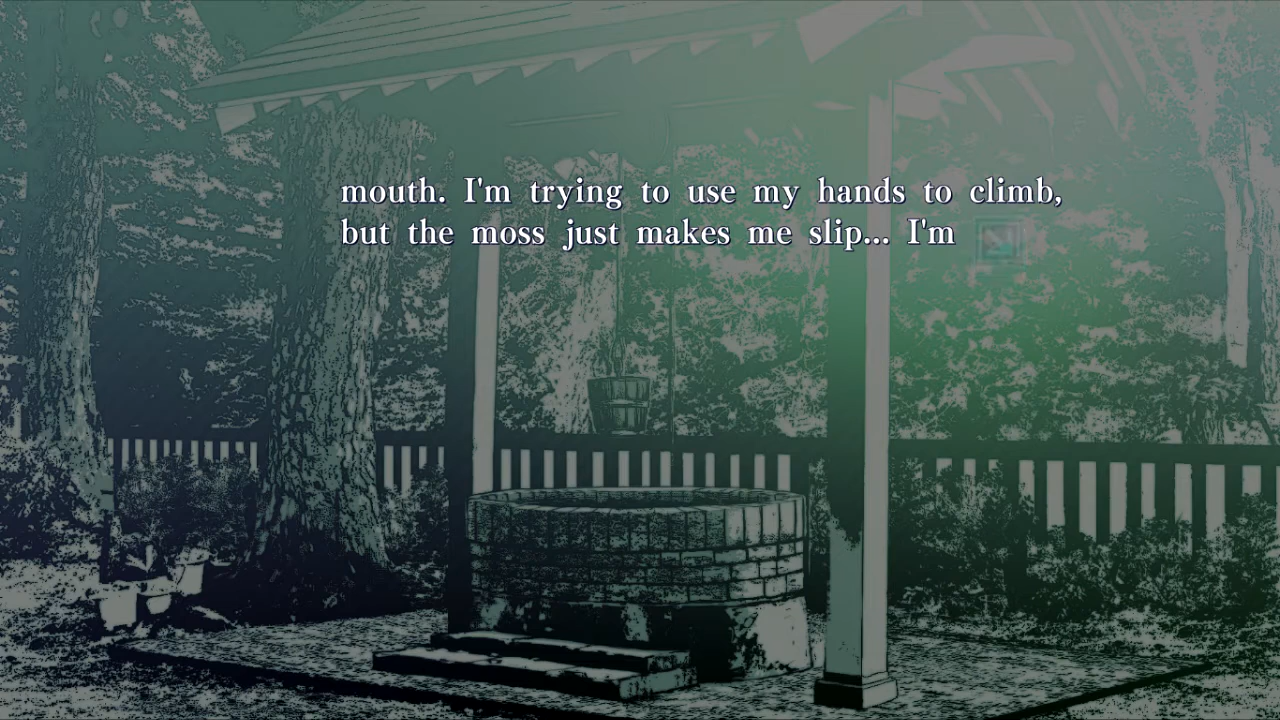 mouth. I'm trying to use my hands to climb,
but the moss just makes me slip... I'm